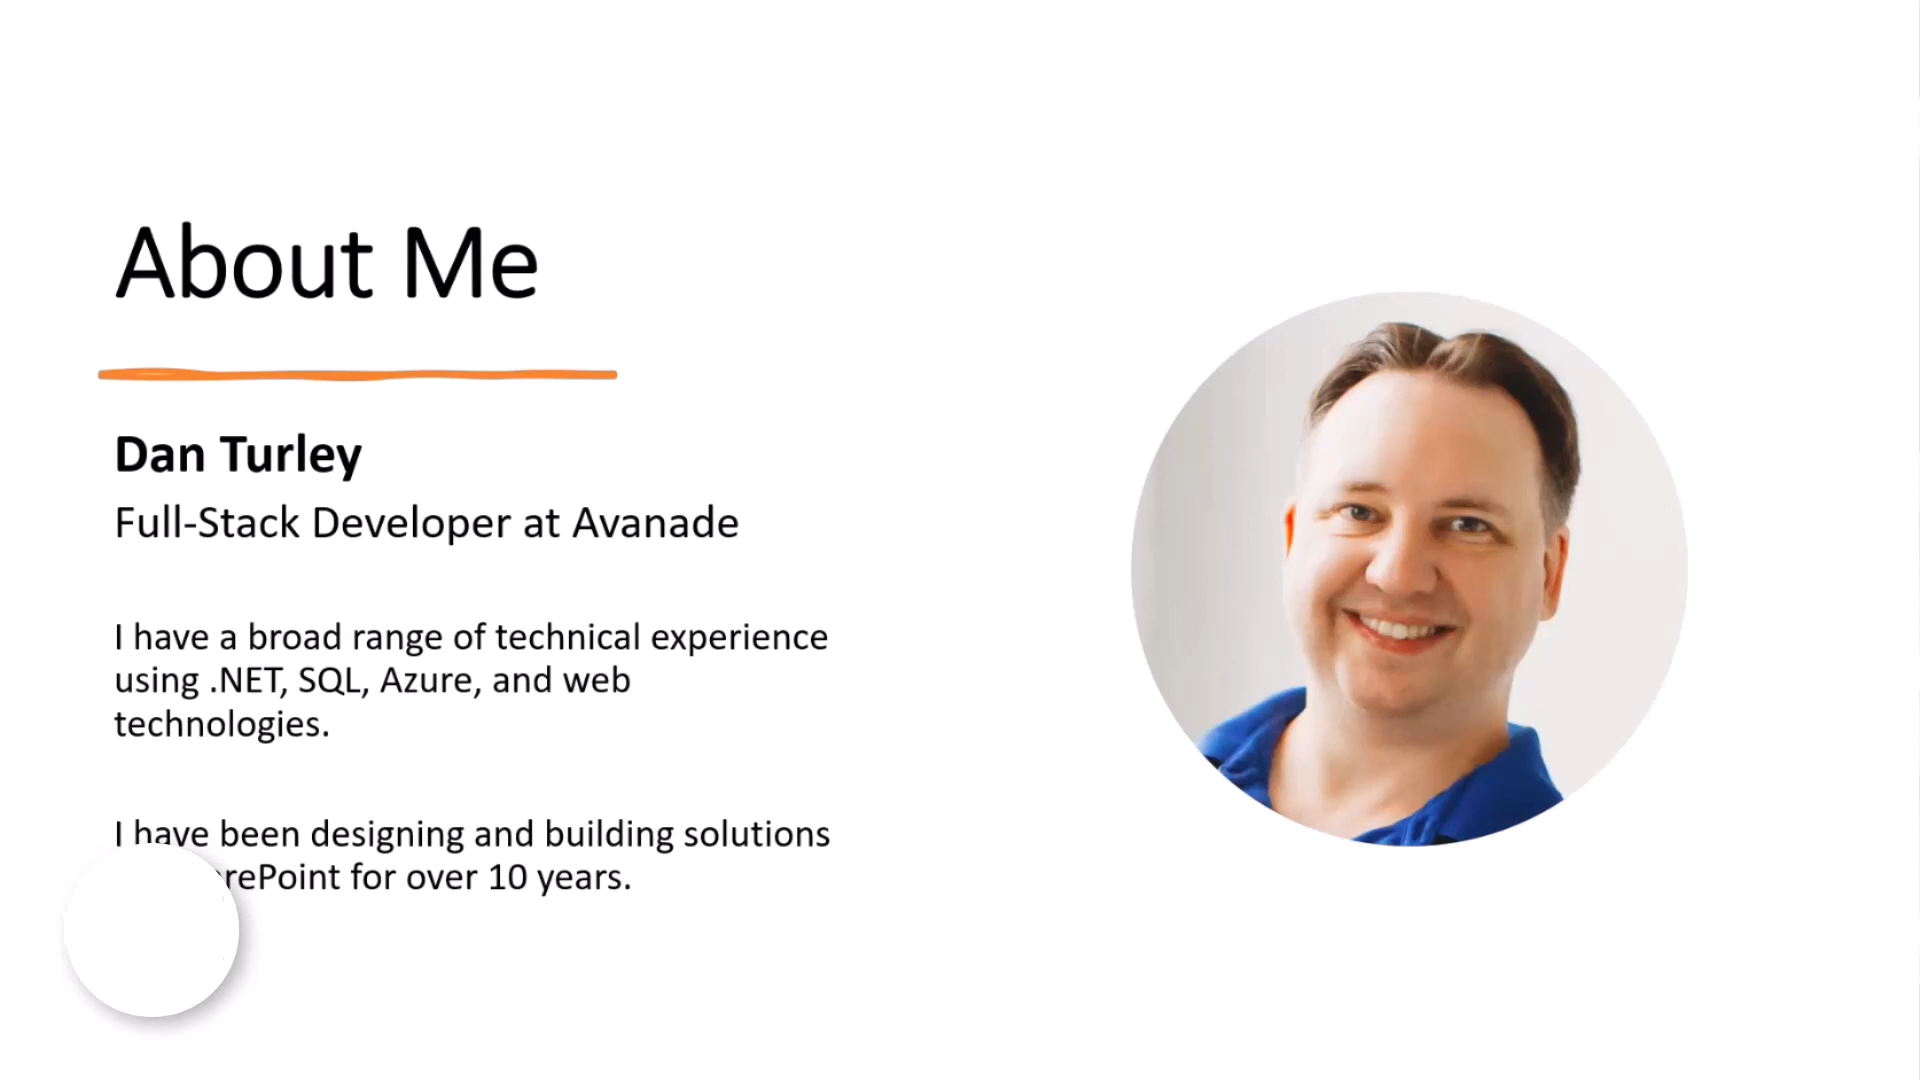 About Me
Dan Turley
Full-Stack Developer at Avanade
I have a broad range of technical experience
using .NET, SQL, Azure, and web
technologies.
I have been designing and building solutions
rePoint for over 10 years.